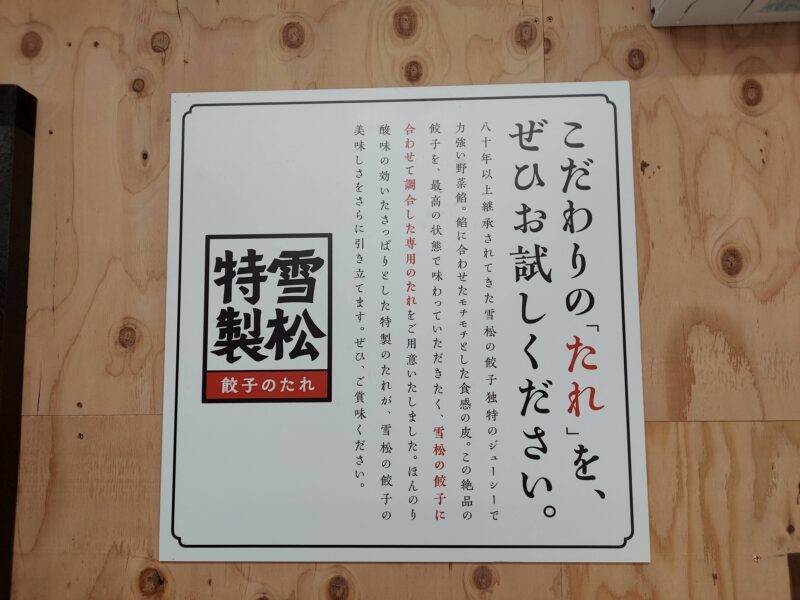 こだわりの「たれ」を、
ぜひお試しください。
八十年以上継承されてきた雪松の餃子独特のジューシーで
力強い野菜餡。餡に合わせたモチモチとした食感の皮。この絶品の
餃子を、最高の状態で味わっていただきたく、雪松の餃子に
合わせて調合した専用のたれをご用意いたしました。ほんのり
酸味の効いたさっぱりとした特製のたれが、雪松の餃子の
美味しさをさらに引き立てます。ぜひ、ご賞味ください。
雪松
特製
餃子のたれ